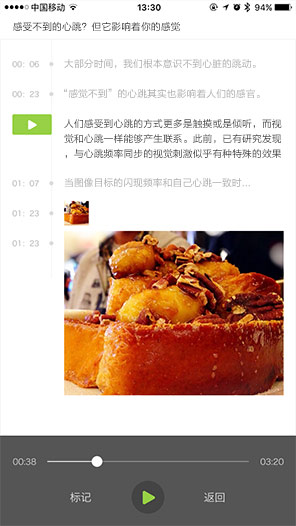 中国移动 13:30 94%
感受不到的心跳？但它影响着你的感觉
00: 06 大部分时间，我们根本意识不到心脏的跳动。
00: 23 “感觉不到”的心跳其实也影响着人们的感官。
人们感受到心跳的方式更多是触摸或是倾听，而视
觉和心跳一样能够产生联系。此前，已有研究发现
，与心跳频率同步的视觉刺激似乎有种特殊的效果
01: 07 当图像目标的闪现频率和自己心跳一致时...
01: 23
01: 23
00:38 03:20
标记 返回